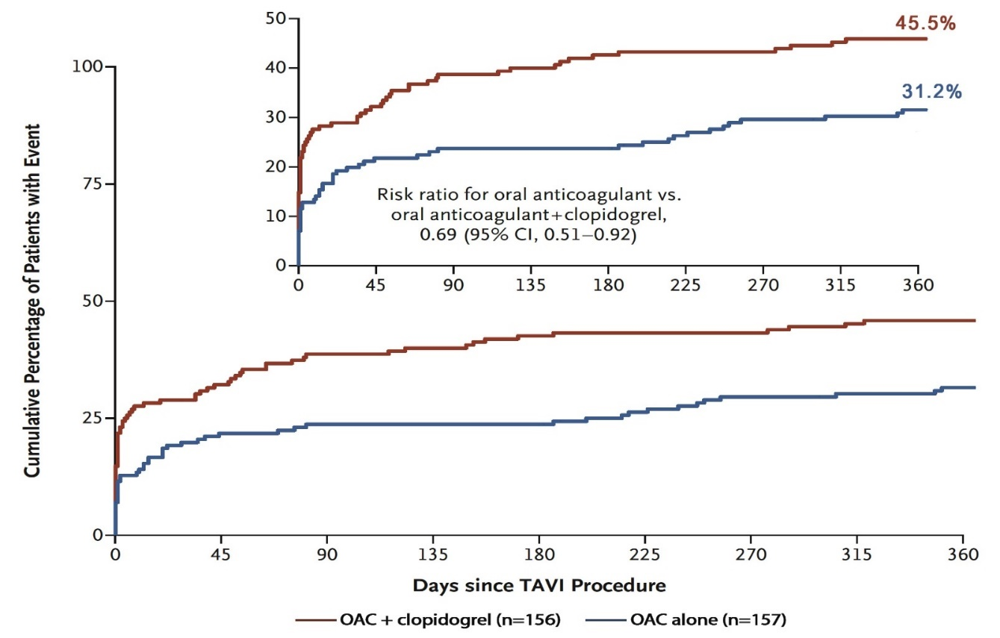 50
45.5%
100
40
31.2%
30
75
20
Risk ratio for oral anticoagulant vs.
oral anticoagulant+clopidogrel,
0.69 (95% CI, 0.51–0.92)
10
0
0 45 90 135 180 225 270 315 360
50
25
0
0 45 90 135 180 225 270 315 360
Cumulative Percentage of Patients with Event
Days since TAVI Procedure
OAC + clopidogrel (n=156) OAC alone (n=157)